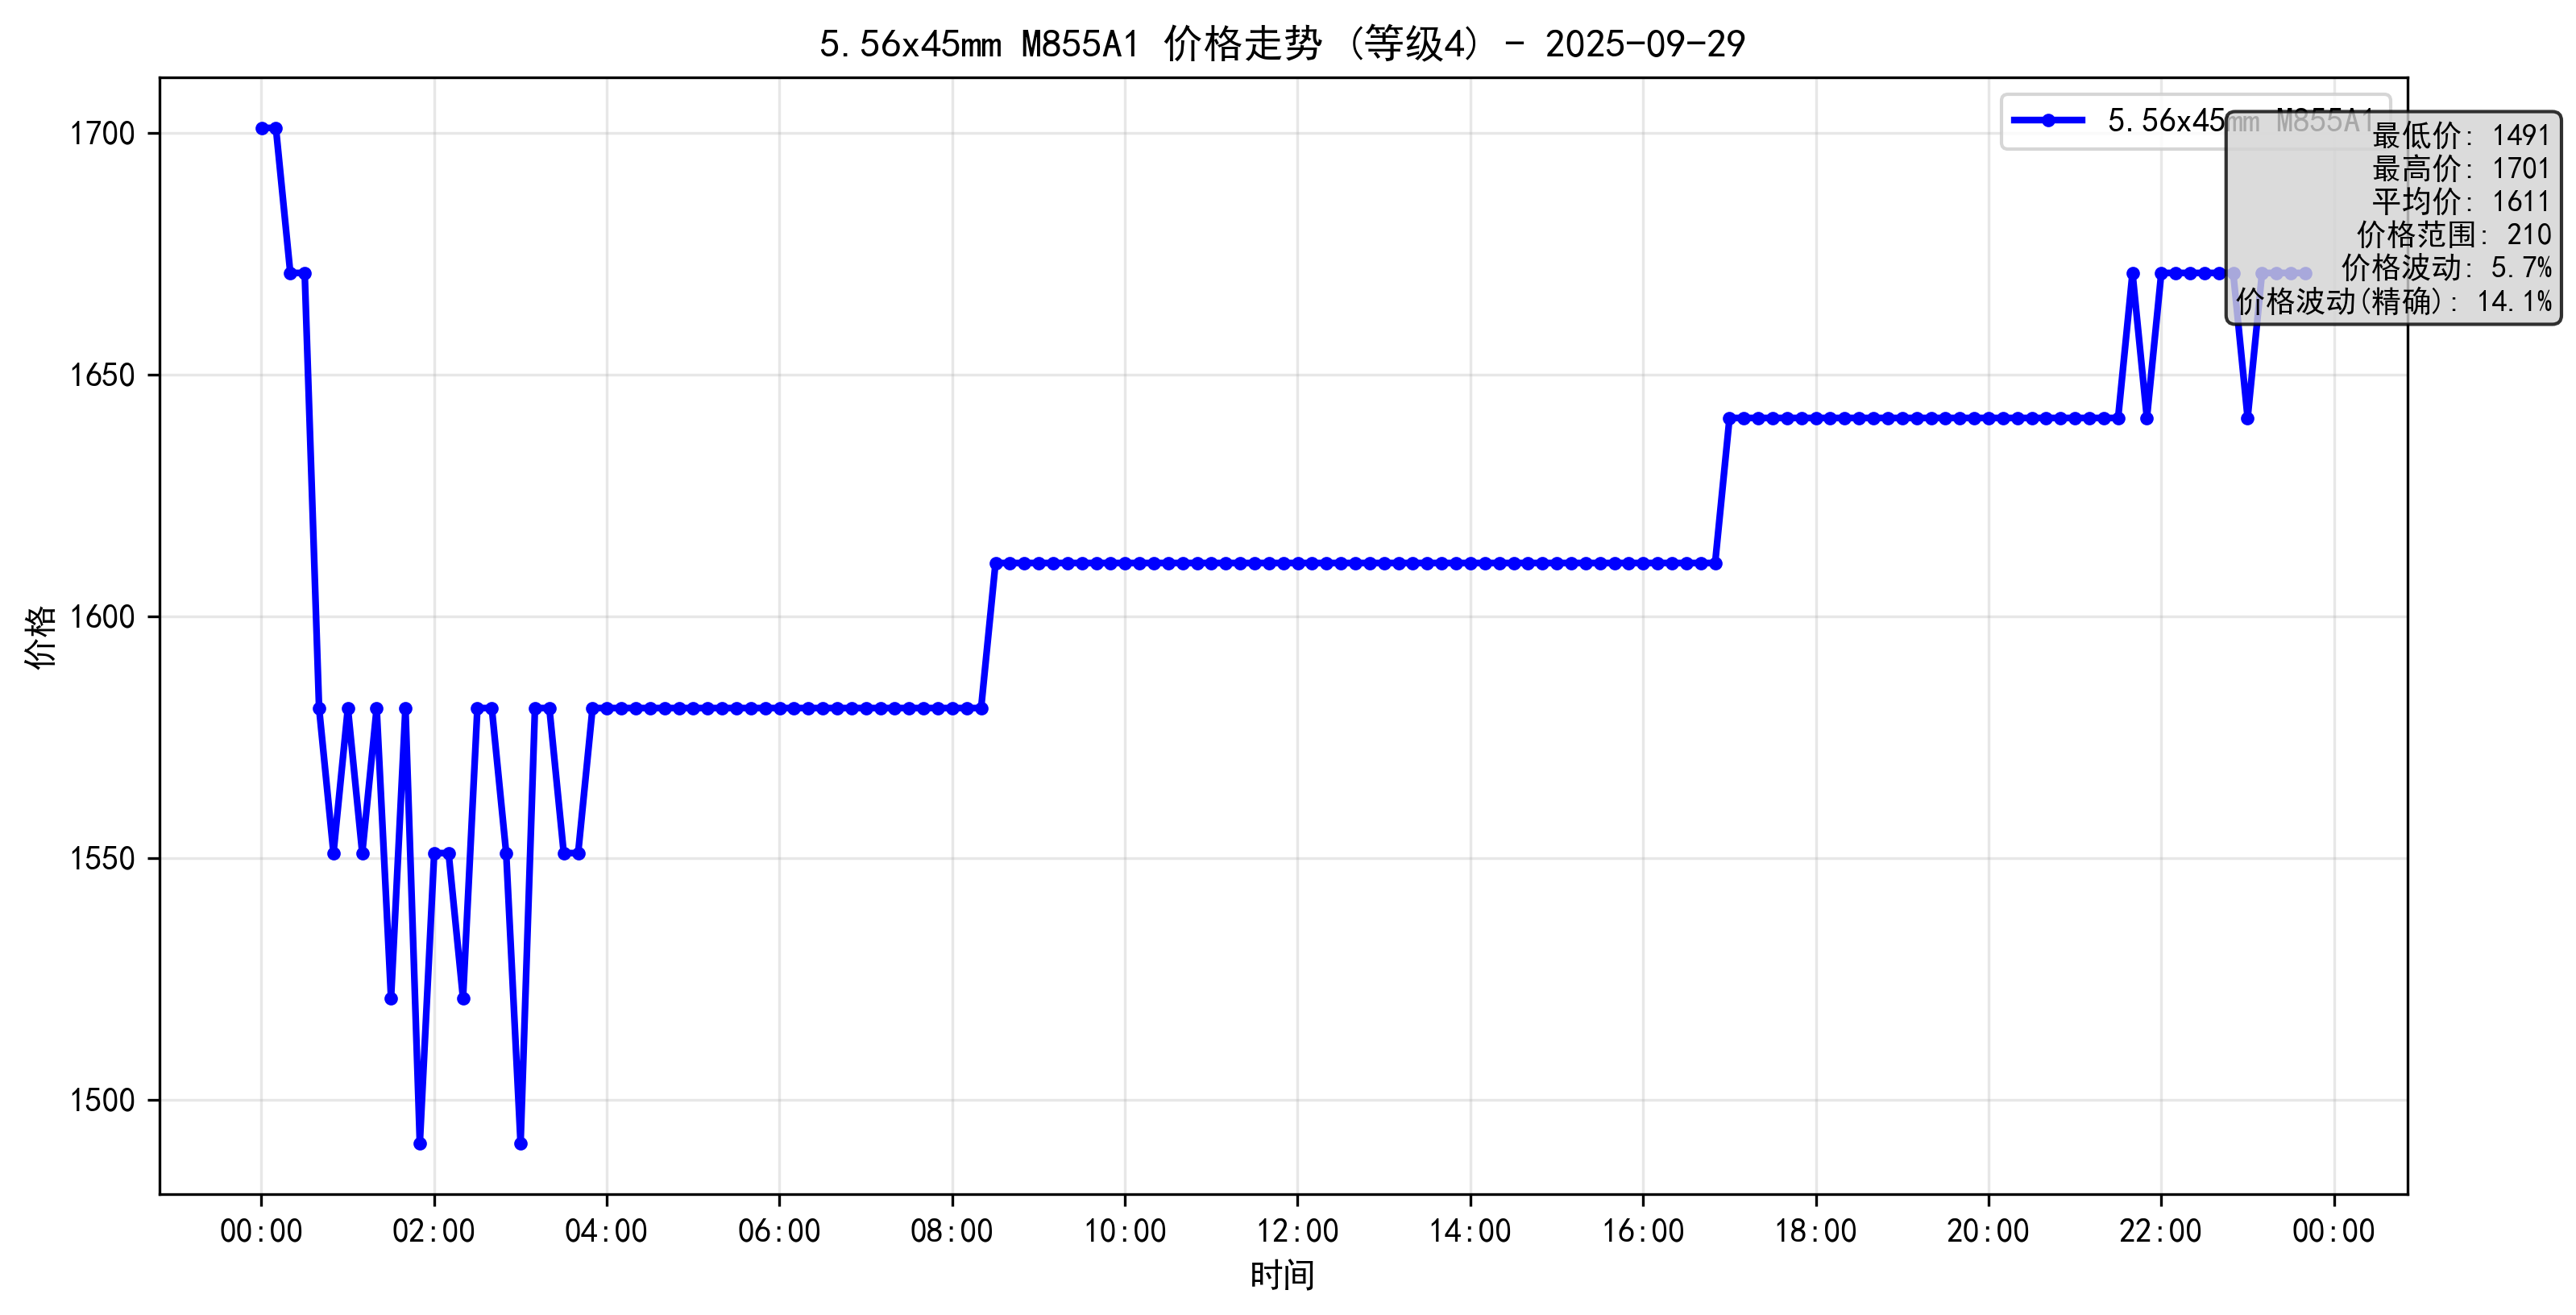 5.56x45mm M855A1 价格走势 (等级4) - 2025-09-29
5.56x45mm M855A1
最低价: 1491
最高价: 1701
平均价: 1611
价格范围: 210
价格波动: 5.7%
价格波动(精确): 14.1%
价格
1700
1650
1600
1550
1500
00:00 02:00 04:00 06:00 08:00 10:00 12:00 14:00 16:00 18:00 20:00 22:00 00:00
时间